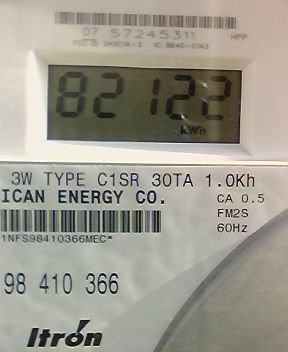 07 57245311 HPP
82122
kWh
3W TYPE C1SR 30TA 1.0Kh
ICAN ENERGY CO. CA 0.5
FM2S
1NFS98410366MEC* 60Hz
98 410 366
Itron